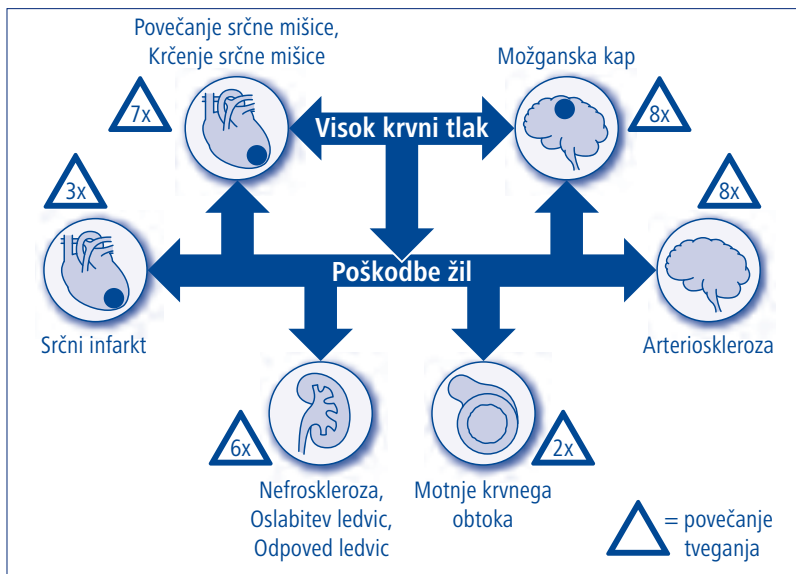 Povečanje srčne mišice,
Krčenje srčne mišice
Možganska kap
7x
Visok krvni tlak
8x
3x
8x
Poškodbe žil
Srčni infarkt
Arterioskleroza
6x
2x
Nefroskleroza,
Oslabitev ledvic,
Odpoved ledvic
Motnje krvnega
obtoka
= povečanje
tveganja